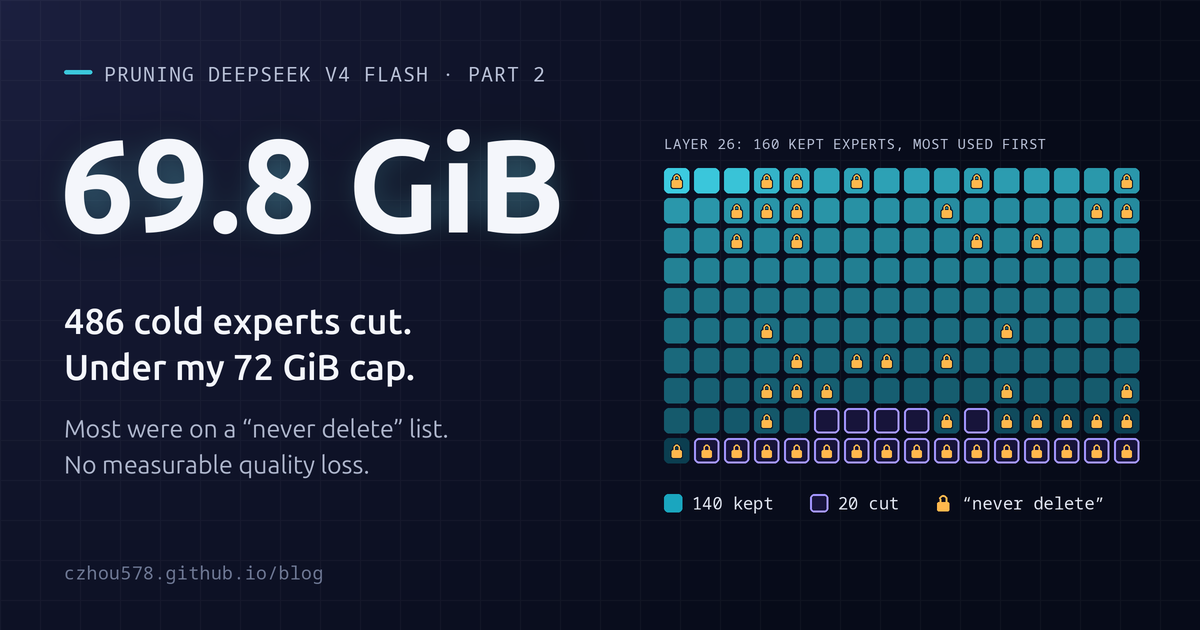 PRUNING DEEPSEEK V4 FLASH · PART 2
69.8 GiB
486 cold experts cut.
Under my 72 GiB cap.
Most were on a “never delete” list.
No measurable quality loss.
czhou578.github.io/blog
LAYER 26: 160 KEPT EXPERTS, MOST USED FIRST
140 kept
20 cut
“never delete”